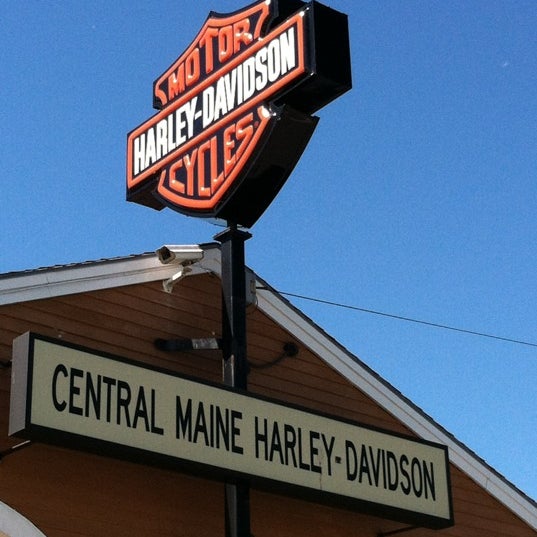 MOTOR
HARLEY-DAVIDSON
CYCLES
CENTRAL MAINE HARLEY-DAVIDSON